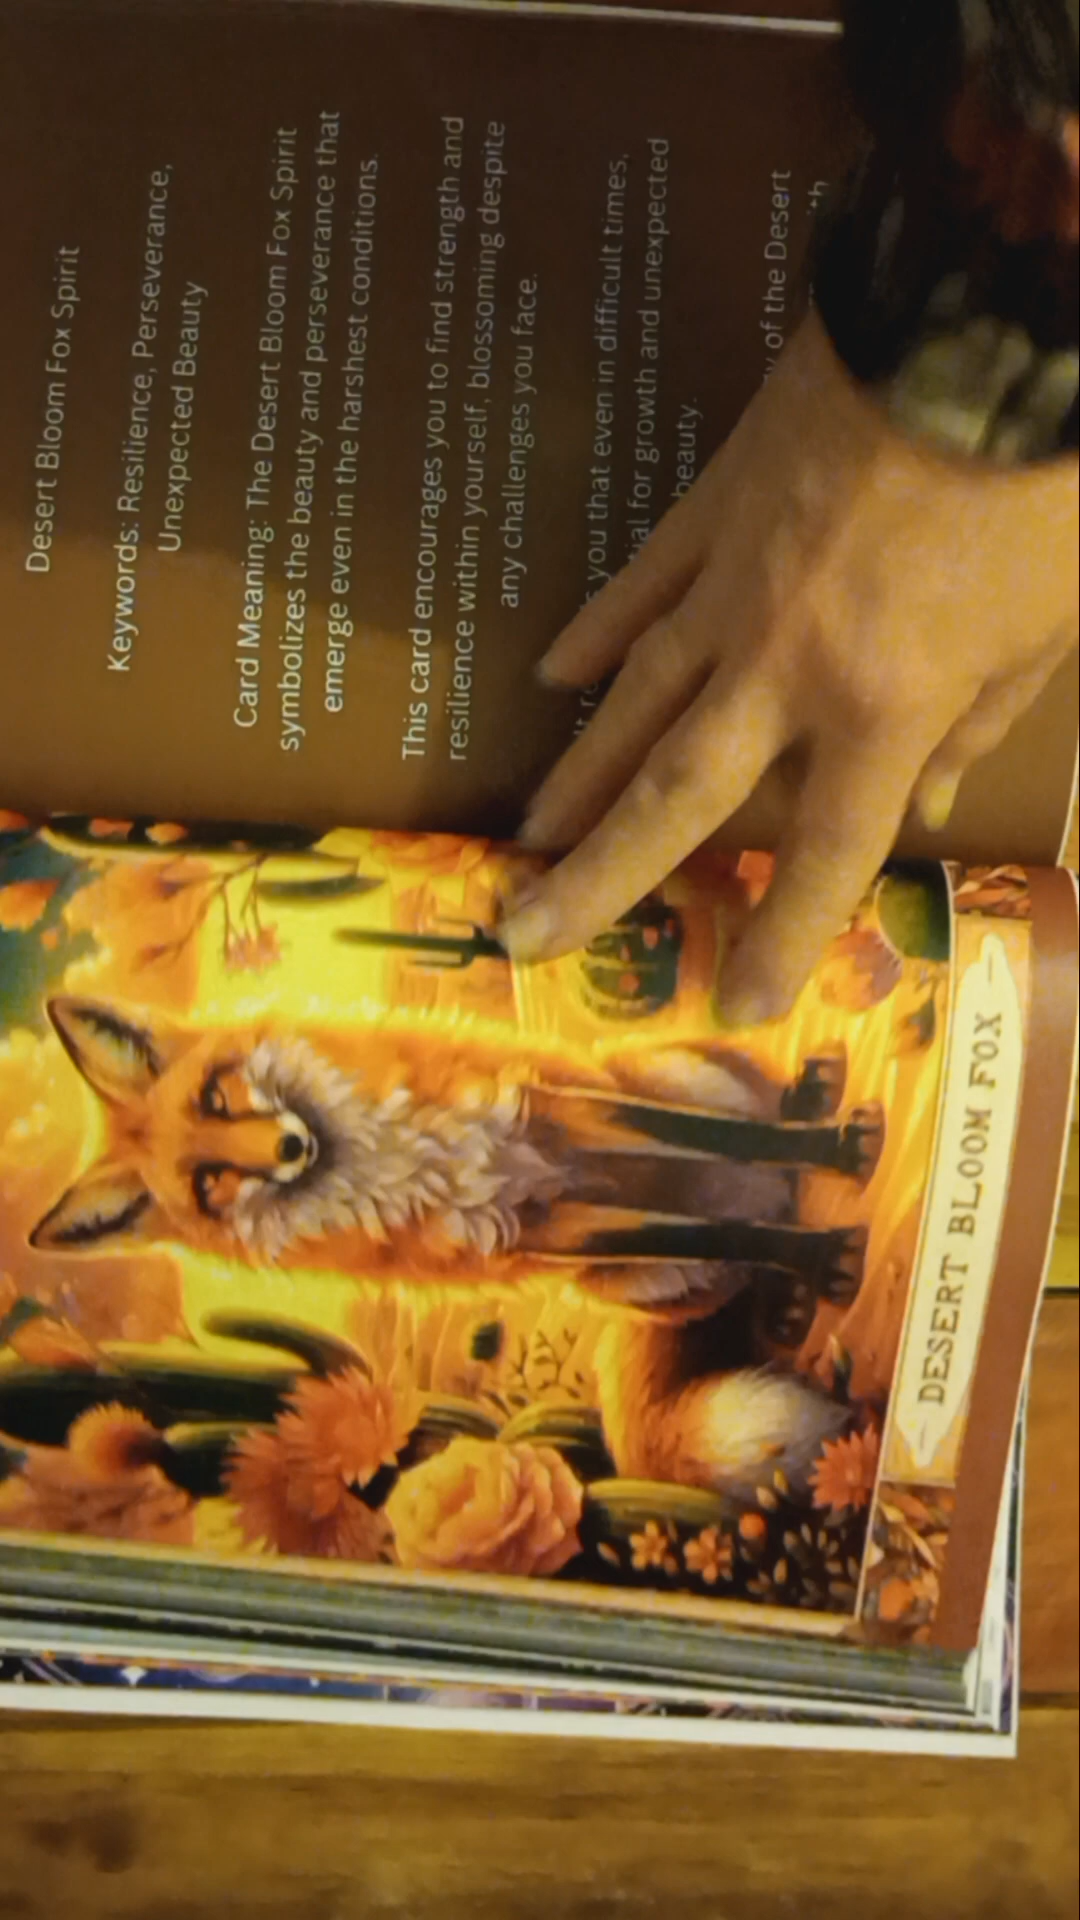 Desert Bloom Fox Spirit
Keywords: Resilience, Perseverance,
Unexpected Beauty
Card Meaning: The Desert Bloom Fox Spirit
symbolizes the beauty and perseverance that
emerge even in the harshest conditions.
This card encourages you to find strength and
resilience within yourself, blossoming despite
any challenges you face.
It you that even in difficult times,
for growth and unexpected
beauty.
of the Desert
DESERT BLOOM FOX